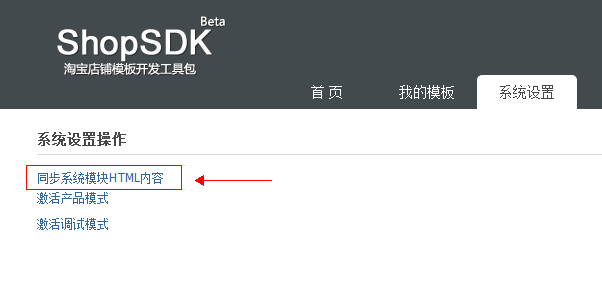 Beta
ShopSDK
淘宝店铺模板开发工具包
首 页 我的模板 系统设置
系统设置操作
同步系统模块HTML内容
激活产品模式
激活调试模式